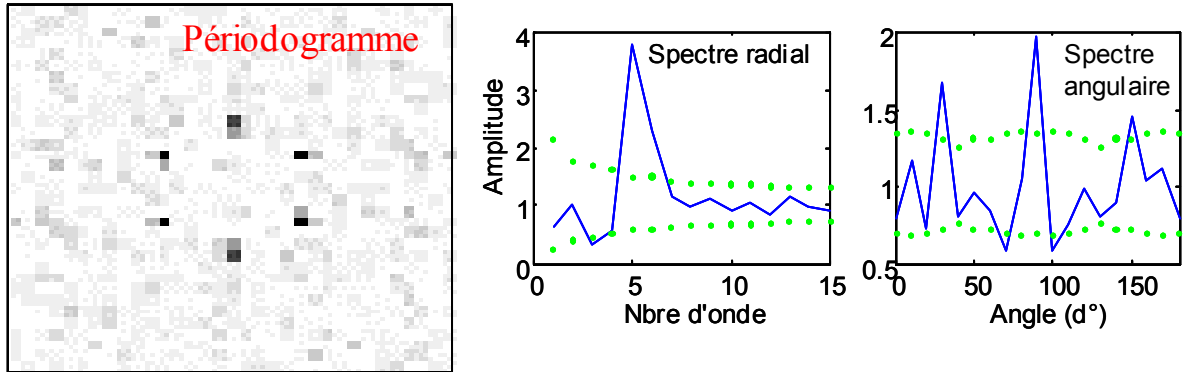 Périodogramme
Spectre radial
Amplitude
4
3
2
1
0
0
5
10
15
Nbre d'onde
Spectre
angulaire
2
1.5
1
0.5
0
50
100
150
Angle (d°)